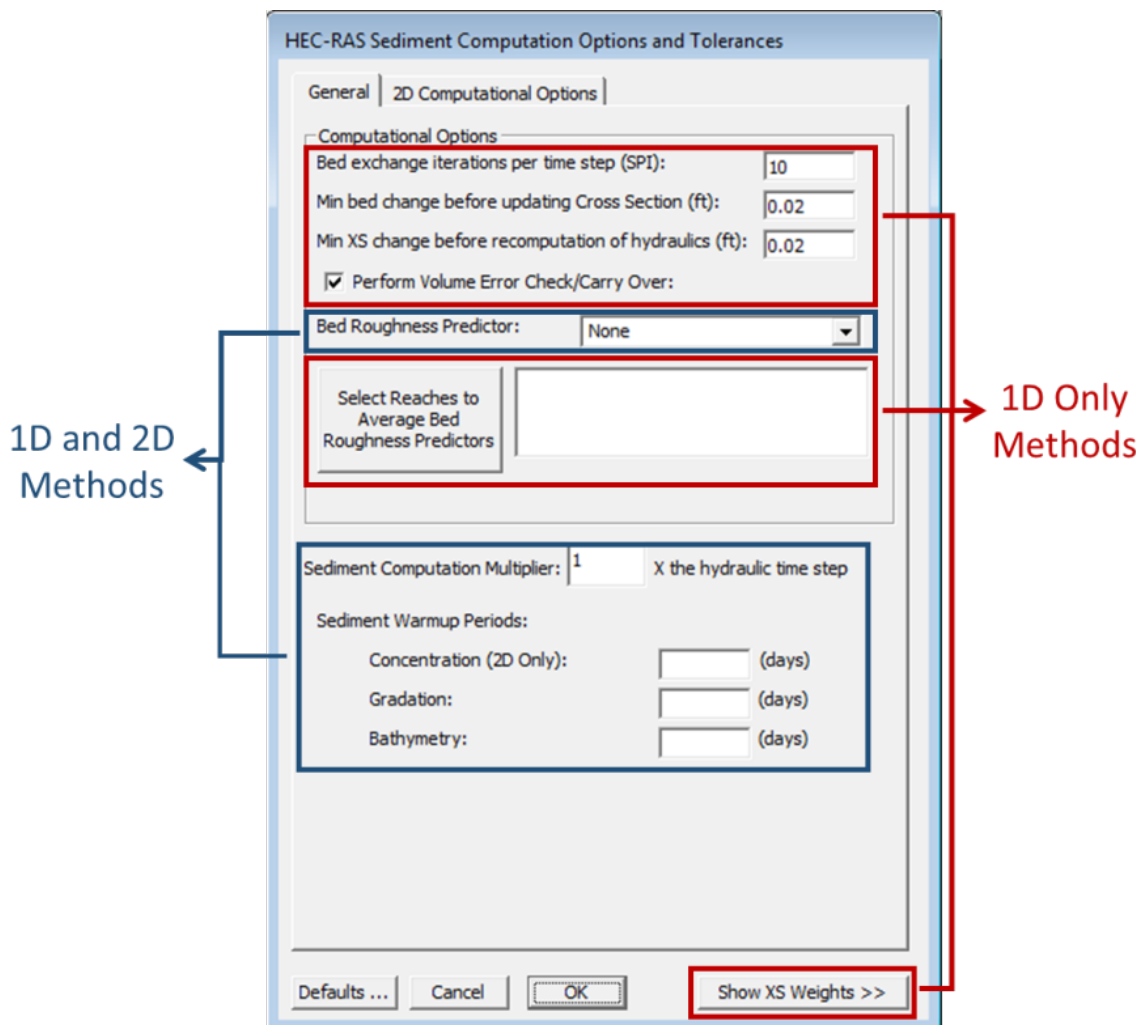 HEC-RAS Sediment Computation Options and Tolerances
General
2D Computational Options
Computational Options
Bed exchange iterations per time step (SPI): 10
Min bed change before updating Cross Section (ft): 0.02
Min XS change before recomputation of hydraulics (ft): 0.02
Perform Volume Error Check/Carry Over:
Bed Roughness Predictor: None
Select Reaches to
Average Bed
Roughness Predictors
1D and 2D
Methods
1D Only
Methods
Sediment Computation Multiplier: 1 X the hydraulic time step
Sediment Warmup Periods:
Concentration (2D Only): (days)
Gradation: (days)
Bathymetry: (days)
Defaults ... Cancel OK Show XS Weights >>